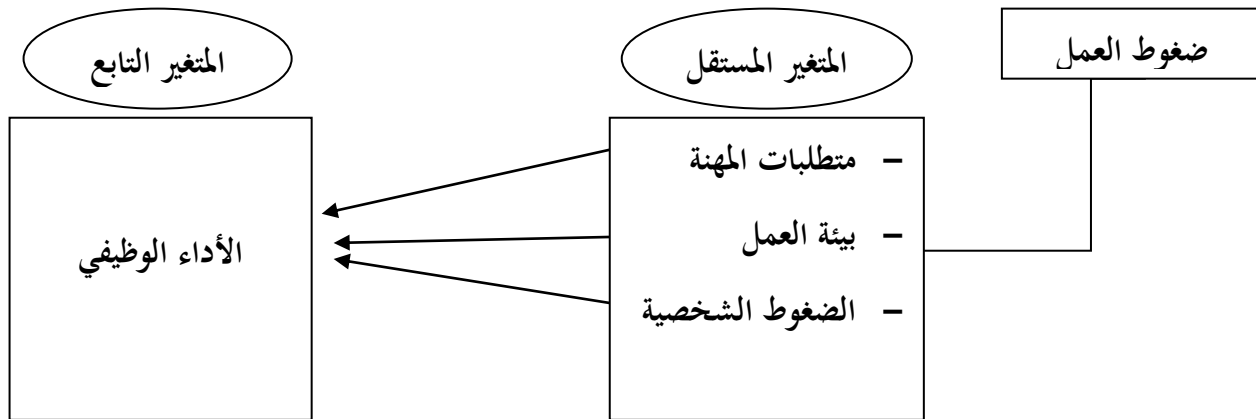 ضغوط العمل
المتغير المستقل
المتغير التابع
– متطلبات المهنة
– بيئة العمل
– الضغوط الشخصية
الأداء الوظيفي